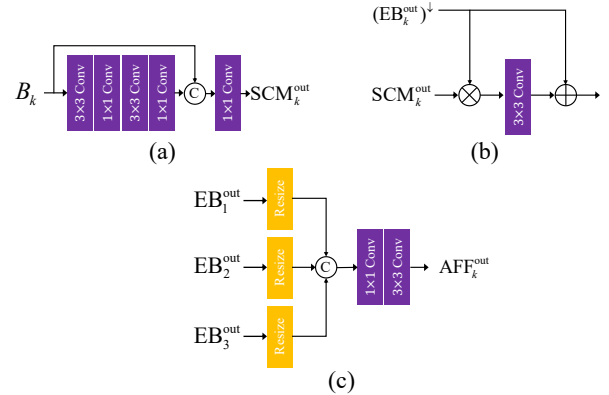 B_k
3×3 Conv
1×1 Conv
3×3 Conv
1×1 Conv
C
1×1 Conv
SCM_k^out
(a)
(EB_k^out)^↓
SCM_k^out
3×3 Conv
(b)
EB_1^out
Resize
EB_2^out
Resize
EB_3^out
Resize
C
1×1 Conv
3×3 Conv
AFF_k^out
(c)